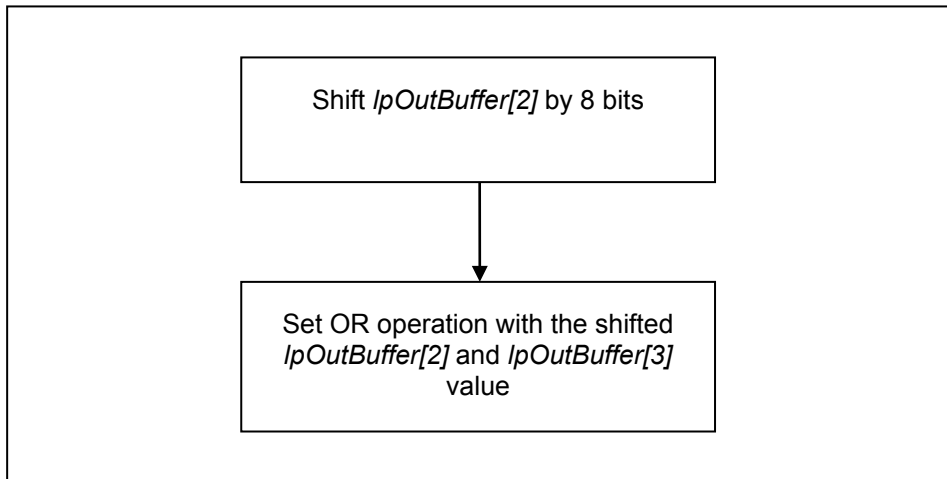 Shift lpOutBuffer[2] by 8 bits
Set OR operation with the shifted
lpOutBuffer[2] and lpOutBuffer[3]
value